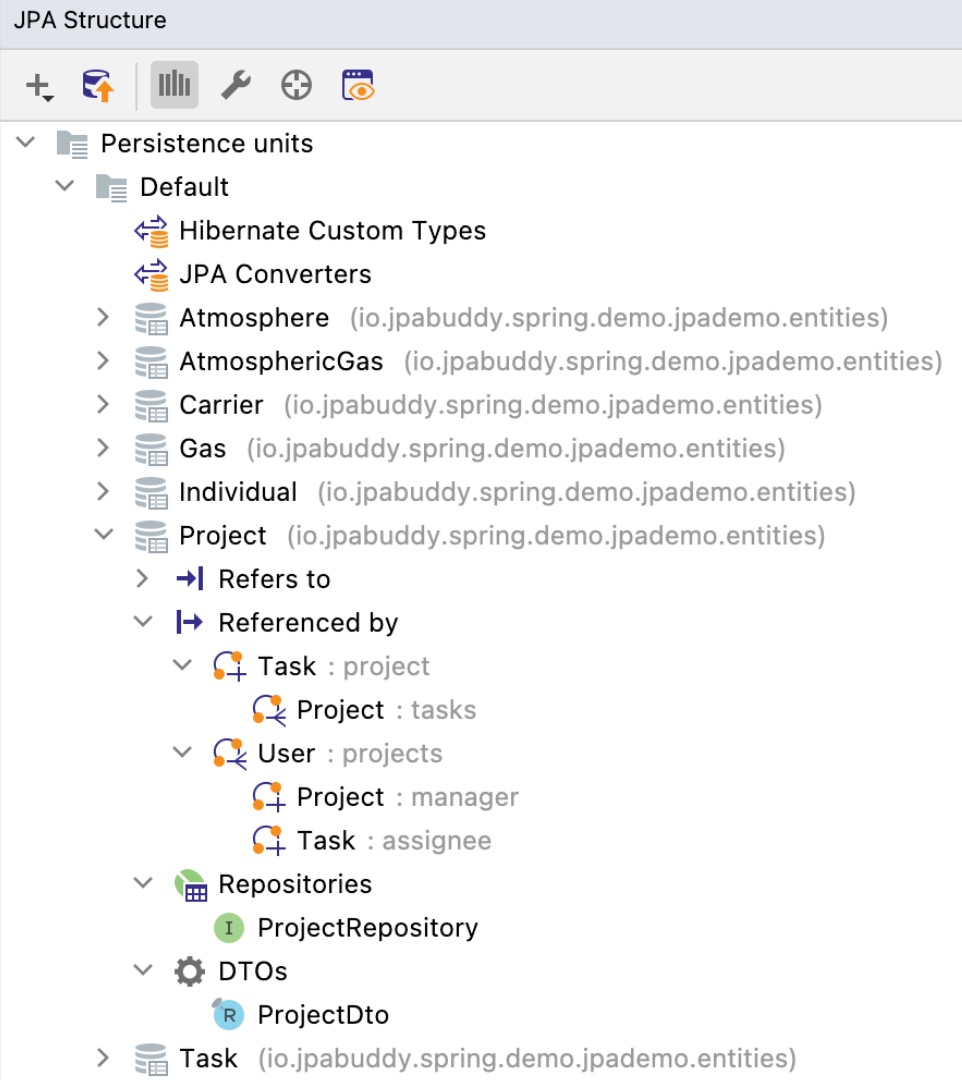 JPA Structure
Persistence units
Default
Hibernate Custom Types
JPA Converters
Atmosphere (io.jpabuddy.spring.demo.jpademo.entities)
AtmosphericGas (io.jpabuddy.spring.demo.jpademo.entities)
Carrier (io.jpabuddy.spring.demo.jpademo.entities)
Gas (io.jpabuddy.spring.demo.jpademo.entities)
Individual (io.jpabuddy.spring.demo.jpademo.entities)
Project (io.jpabuddy.spring.demo.jpademo.entities)
Refers to
Referenced by
Task : project
Project : tasks
User : projects
Project : manager
Task : assignee
Repositories
I ProjectRepository
DTOs
R ProjectDto
Task (io.jpabuddy.spring.demo.jpademo.entities)